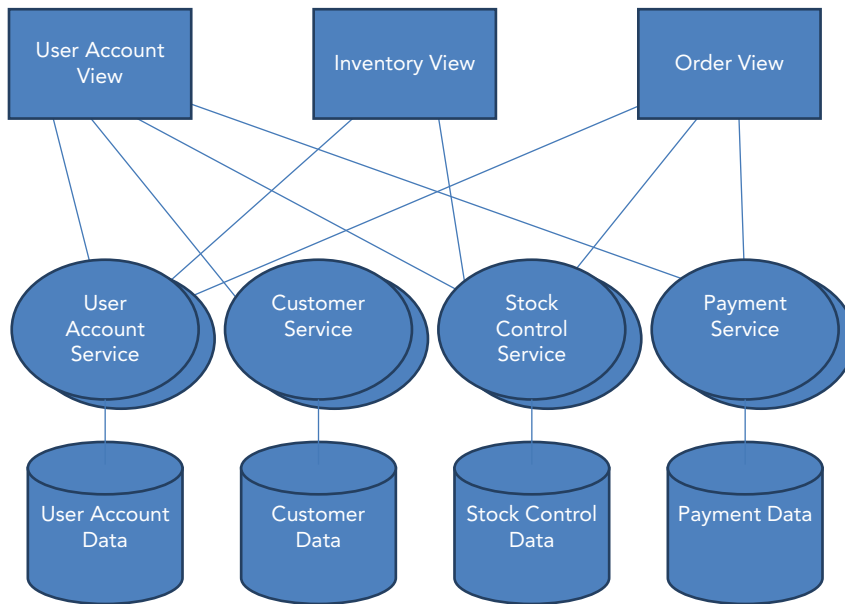 User Account
View
Inventory View
Order View
User
Account
Service
Customer
Service
Stock
Control
Service
Payment
Service
User Account
Data
Customer
Data
Stock Control
Data
Payment Data